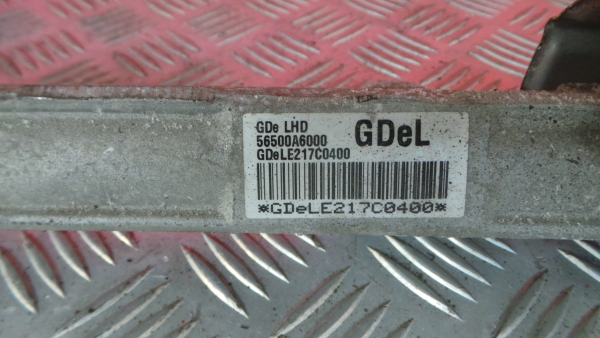 GDe LHD
56500A6000
GDeL
GDeLE217C0400
*GDeLE217C0400*